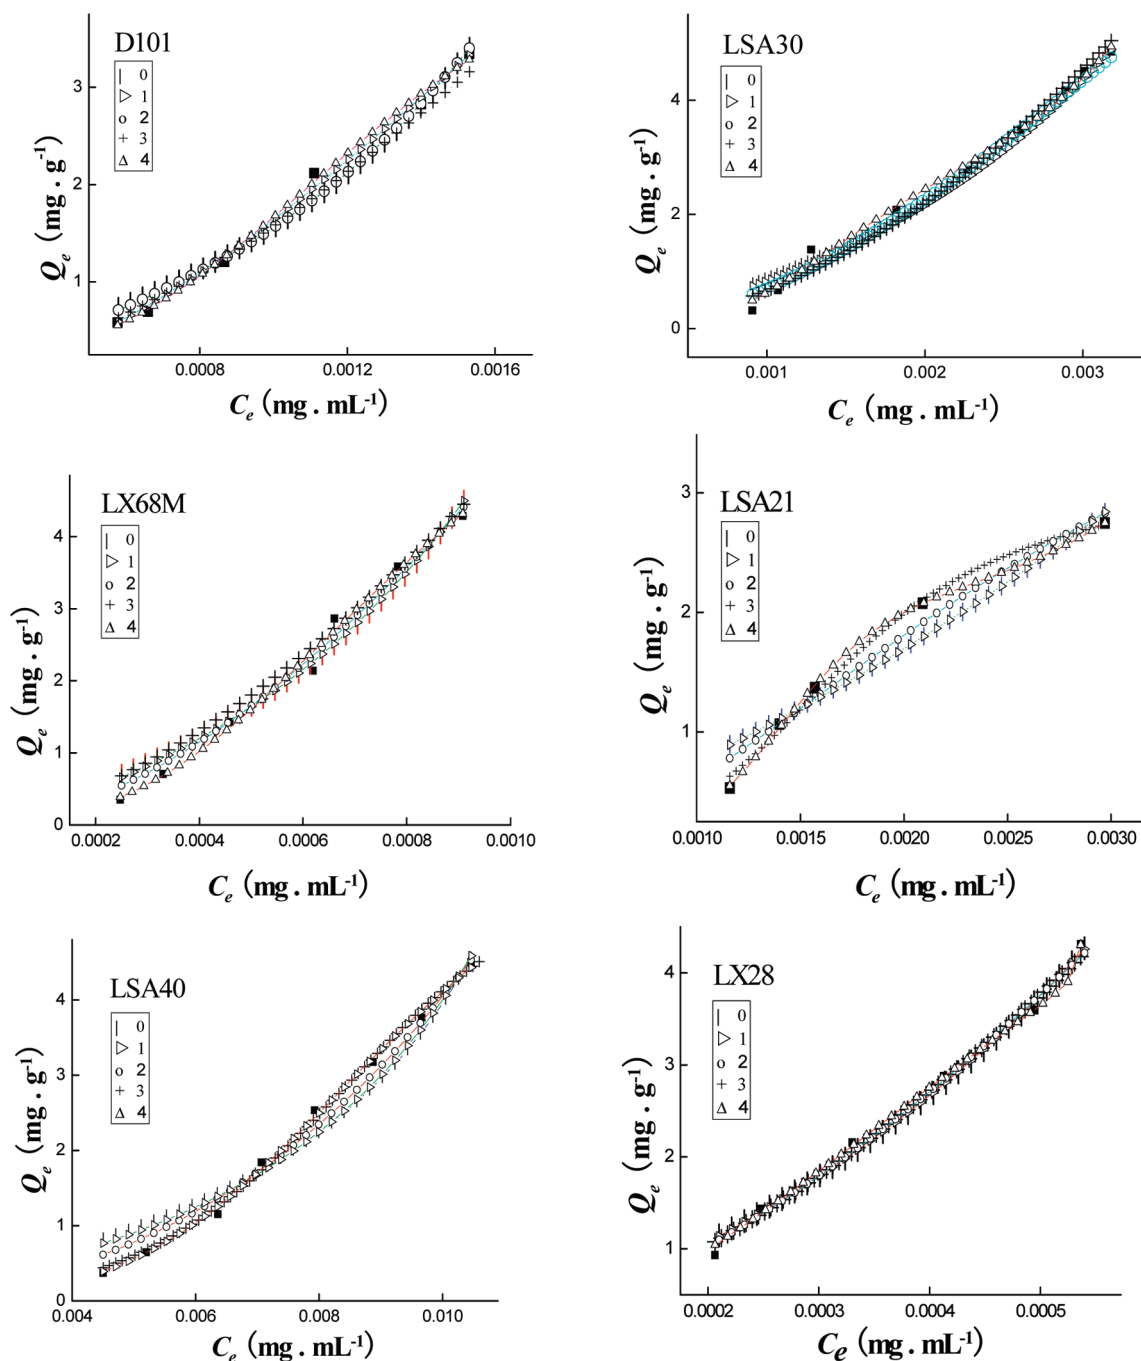 D101
| 0
▷ 1
○ 2
+ 3
△ 4
3
2
1
Qe (mg . g-1)
0.0008 0.0012 0.0016
Ce (mg . mL-1)
LSA30
| 0
▷ 1
○ 2
+ 3
△ 4
4
2
0
Qe (mg . g-1)
0.001 0.002 0.003
Ce (mg . mL-1)
LX68M
| 0
▷ 1
○ 2
+ 3
△ 4
4
3
2
1
0
Qe (mg . g-1)
0.0002 0.0004 0.0006 0.0008 0.0010
Ce (mg . mL-1)
LSA21
| 0
▷ 1
○ 2
+ 3
△ 4
3
2
1
Qe (mg . g-1)
0.0010 0.0015 0.0020 0.0025 0.0030
Ce (mg . mL-1)
LSA40
| 0
▷ 1
○ 2
+ 3
△ 4
4
3
2
1
0
Qe (mg . g-1)
0.004 0.006 0.008 0.010
Ce (mg . mL-1)
LX28
| 0
▷ 1
○ 2
+ 3
△ 4
4
3
2
1
Qe (mg . g-1)
0.0002 0.0003 0.0004 0.0005
Ce (mg . mL-1)